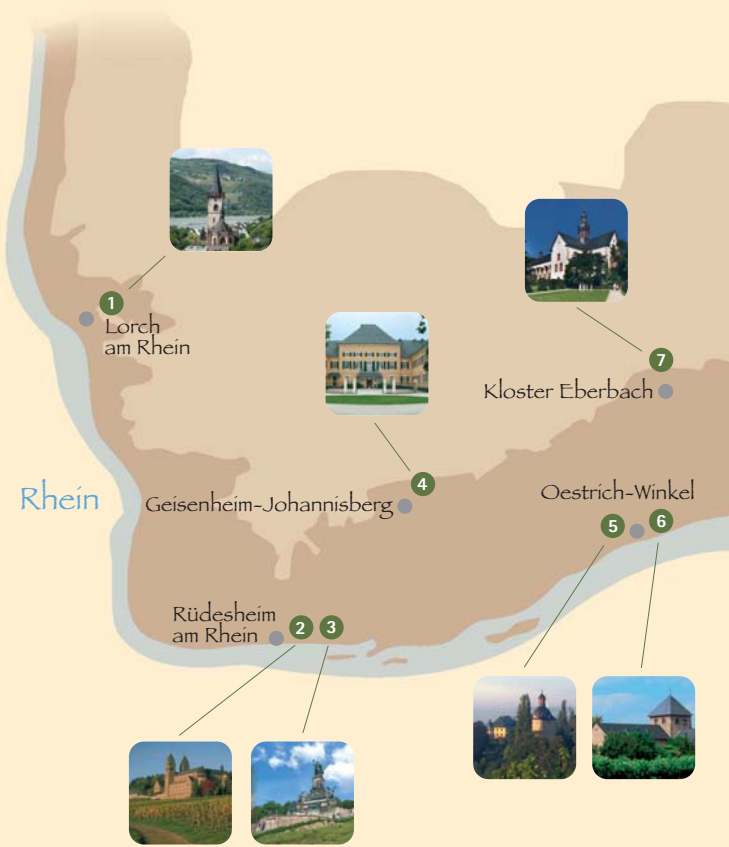 1
Lorch
am Rhein
7
Kloster Eberbach
4
Geisenheim-Johannisberg
Rhein
Oestrich-Winkel
5
6
Rüdesheim
am Rhein
2
3